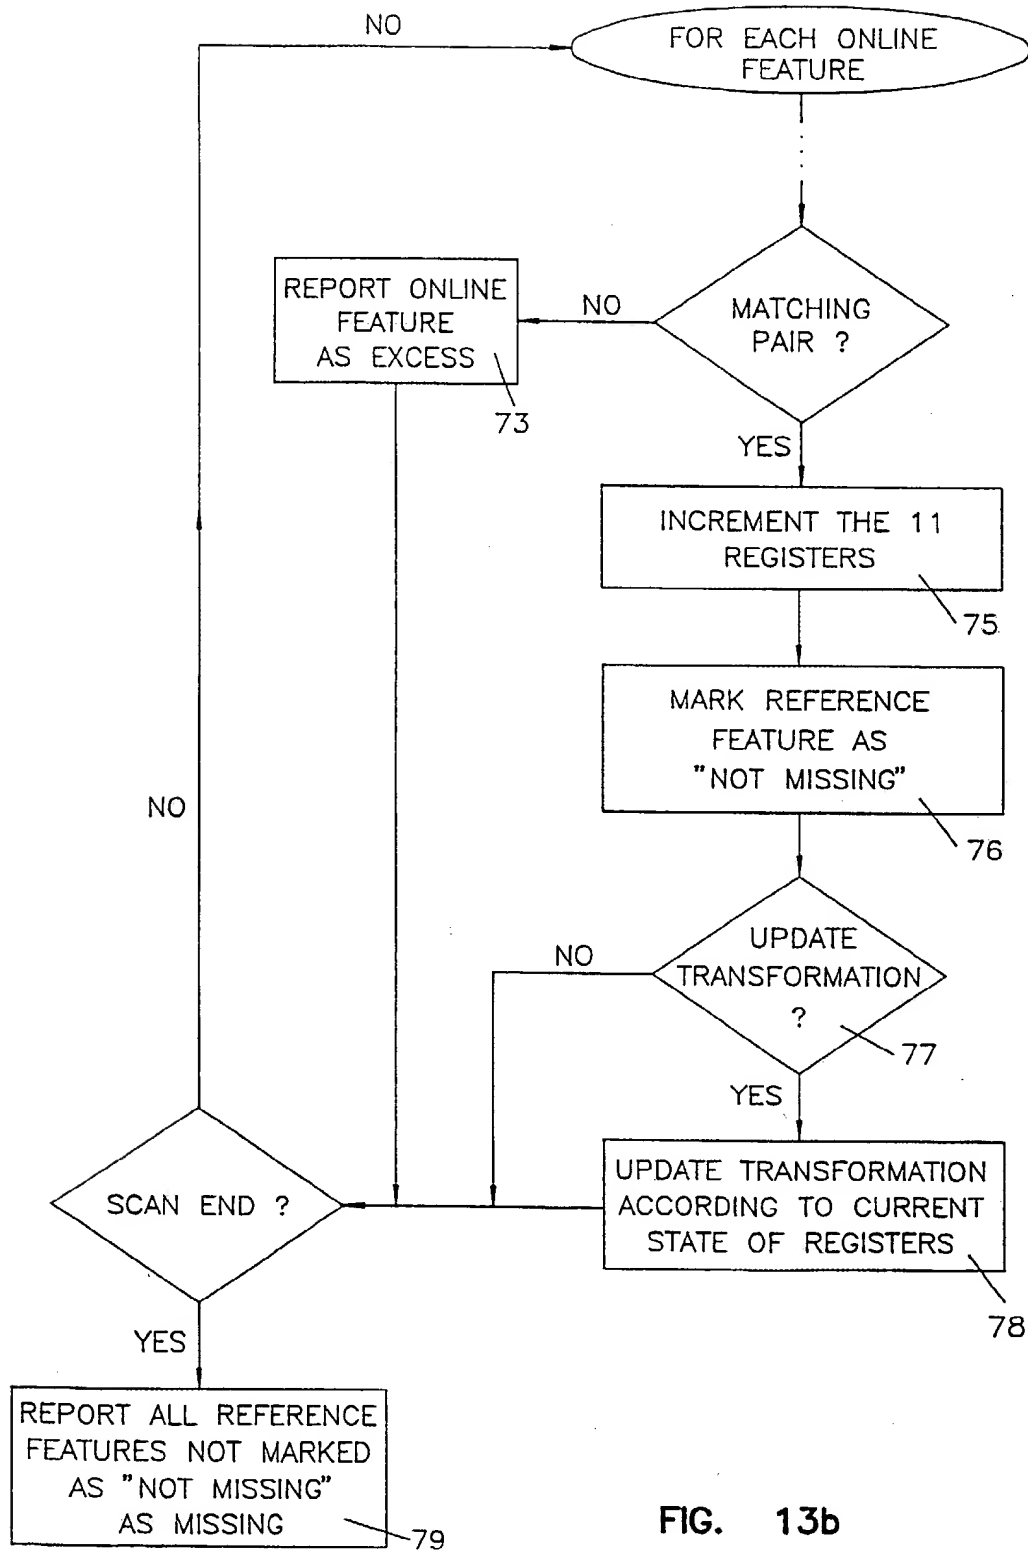 NO
FOR EACH ONLINE
FEATURE
REPORT ONLINE
FEATURE
AS EXCESS
73
NO
MATCHING
PAIR ?
YES
INCREMENT THE 11
REGISTERS
75
MARK REFERENCE
FEATURE AS
"NOT MISSING"
76
NO
NO
UPDATE
TRANSFORMATION
?
77
YES
SCAN END ?
UPDATE TRANSFORMATION
ACCORDING TO CURRENT
STATE OF REGISTERS
78
YES
REPORT ALL REFERENCE
FEATURES NOT MARKED
AS "NOT MISSING"
AS MISSING
79
FIG. 13b